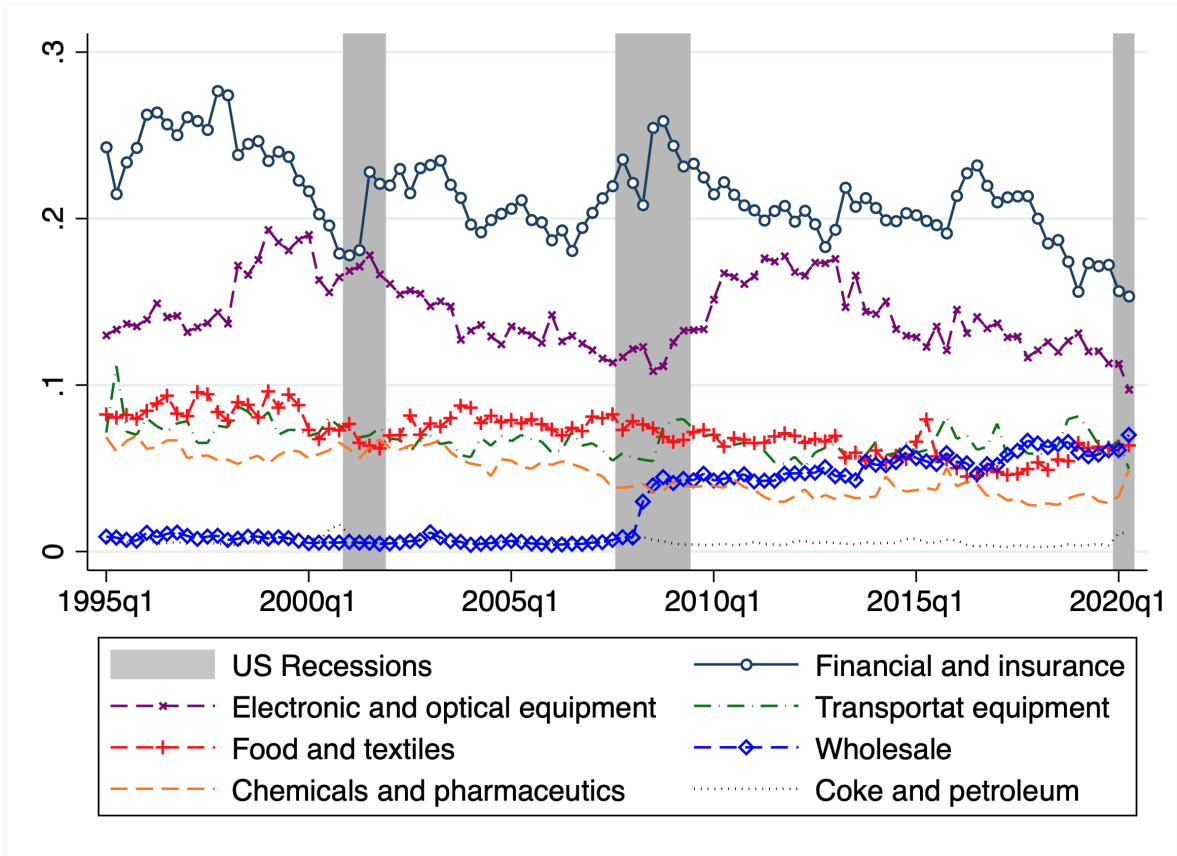 .3
.2
.1
0
1995q1 2000q1 2005q1 2010q1 2015q1 2020q1
US Recessions Financial and insurance
Electronic and optical equipment Transportat equipment
Food and textiles Wholesale
Chemicals and pharmaceutics Coke and petroleum